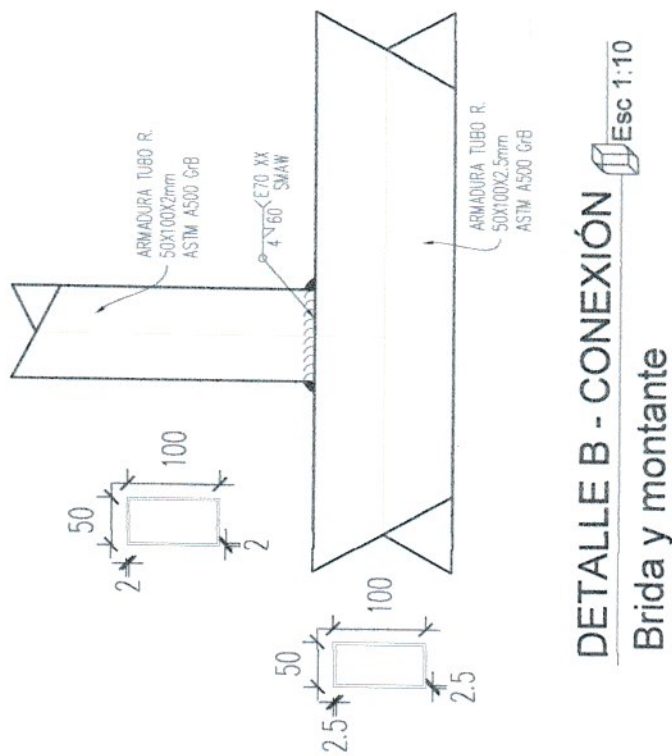 ARMADURA TUBO R.
50X100X2mm
ASTM A500 GrB
E70 XX
SMAW
4 60°
50
100
2
2
50
100
2.5
2.5
ARMADURA TUBO R.
50X100X2.5mm
ASTM A500 GrB
DETALLE B - CONEXIÓN
Esc 1:10
Brida y montante